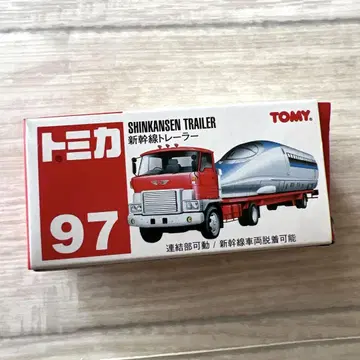 トミカ
97
SHINKANSEN TRAILER
新幹線トレーラー
TOMY.
連結部可動 / 新幹線車両脱着可能